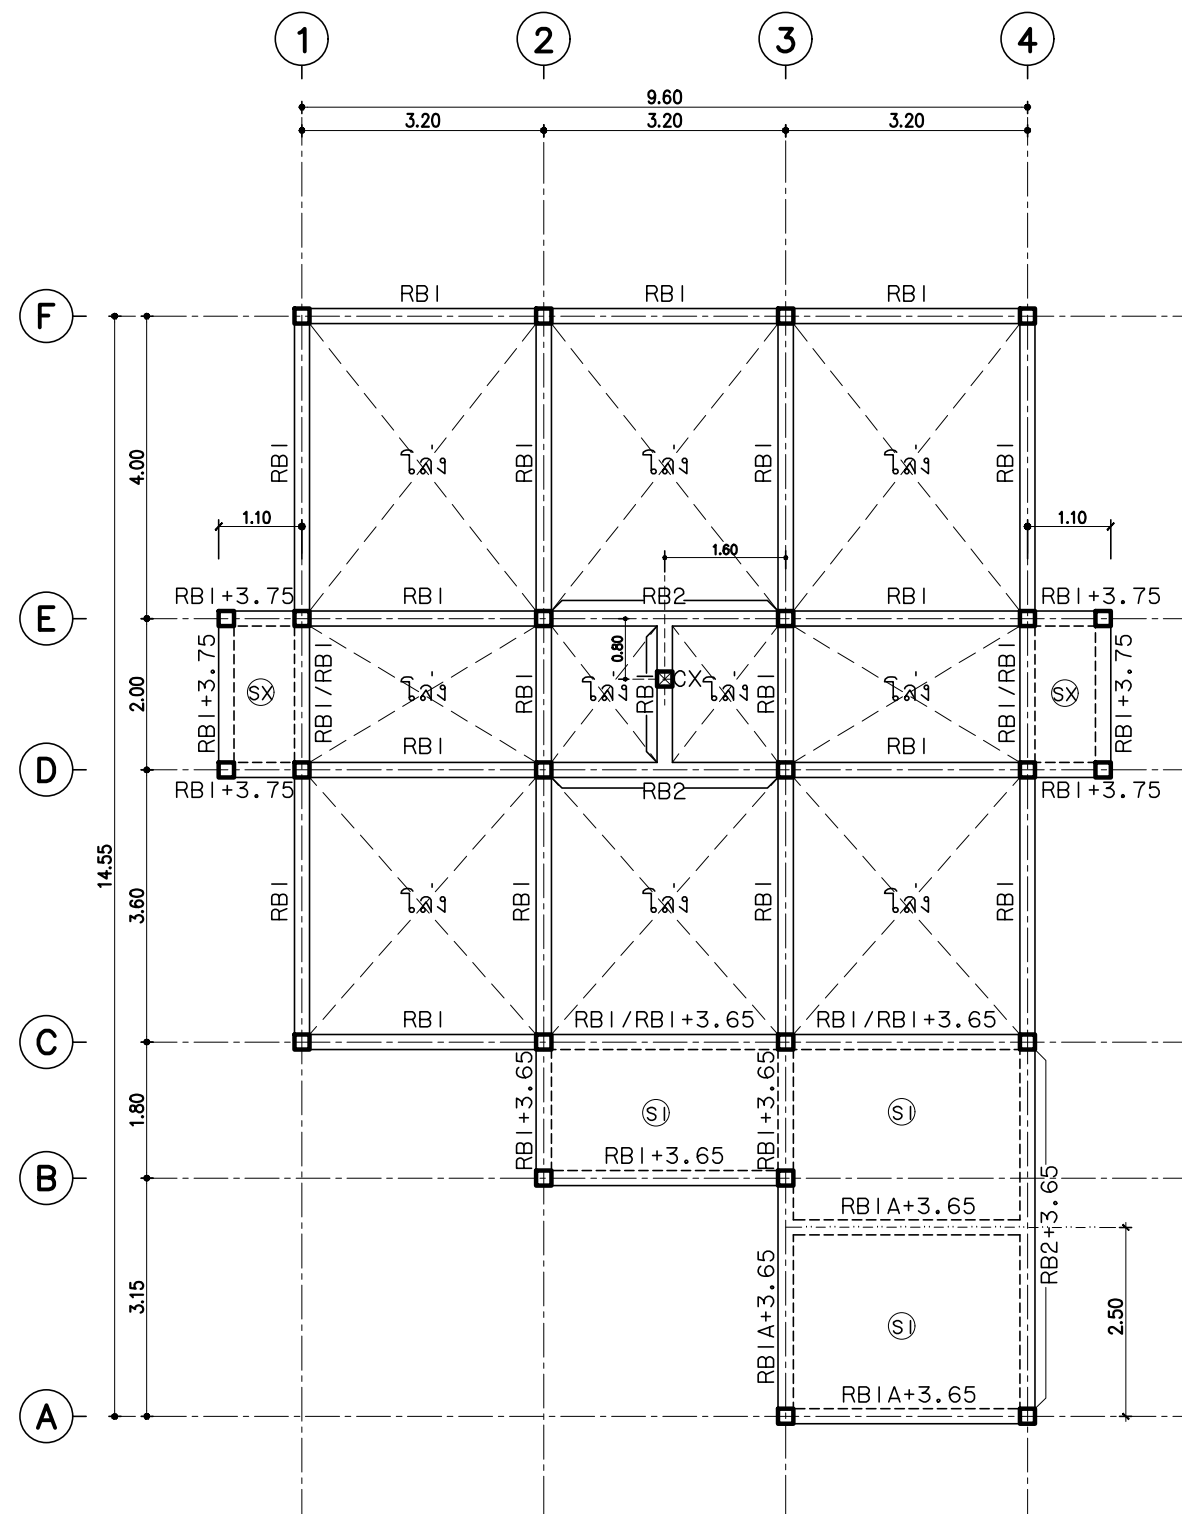 1 2 3 4
9.60
3.20 3.20 3.20
RB1 RB1 RB1
F
RB1 RB1 RB1 RB1
โล่ง โล่ง โล่ง
4.00
1.10 1.10
1.60
RB1+3.75 RB1 RB2 RB1 RB1+3.75
E
0.80
RB1+3.75 SX RB1/RB1 โล่ง RB1 โล่ง RB1 CX โล่ง RB1 โล่ง RB1/RB1 SX RB1+3.75
2.00
RB1 RB1
D
RB1+3.75 RB2 RB1+3.75
14.55
3.60
RB1 โล่ง RB1 โล่ง RB1 โล่ง RB1
RB1 RB1/RB1+3.65 RB1/RB1+3.65
C
1.80
RB1+3.65 S1 RB1+3.65 S1
RB1+3.65
B
RB1A+3.65
RB2+3.65
3.15
RB1A+3.65 S1
2.50
RB1A+3.65
A